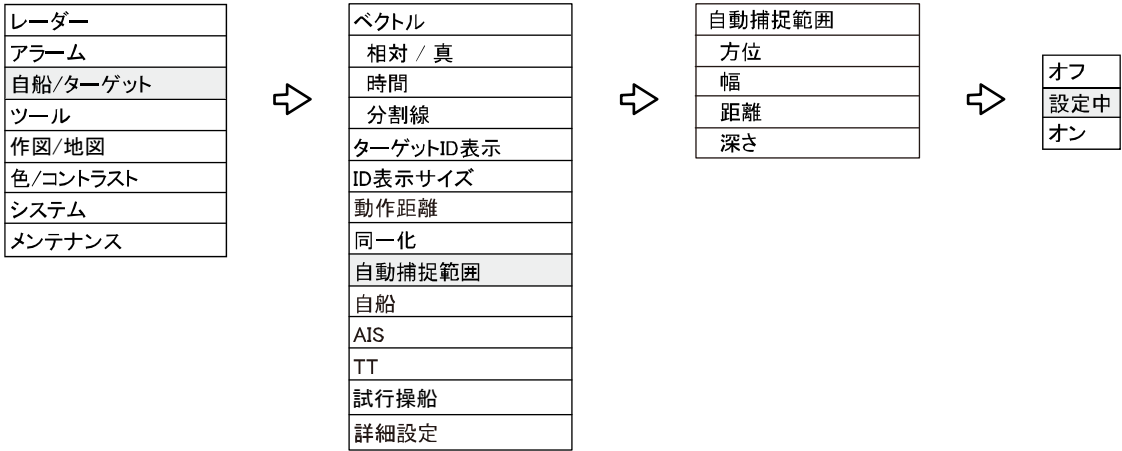 レーダー
アラーム
自船/ターゲット
ツール
作図/地図
色/コントラスト
システム
メンテナンス
ベクトル
相対 / 真
時間
分割線
ターゲットID表示
ID表示サイズ
動作距離
同一化
自動捕捉範囲
自船
AIS
TT
試行操船
詳細設定
自動捕捉範囲
方位
幅
距離
深さ
オフ
設定中
オン